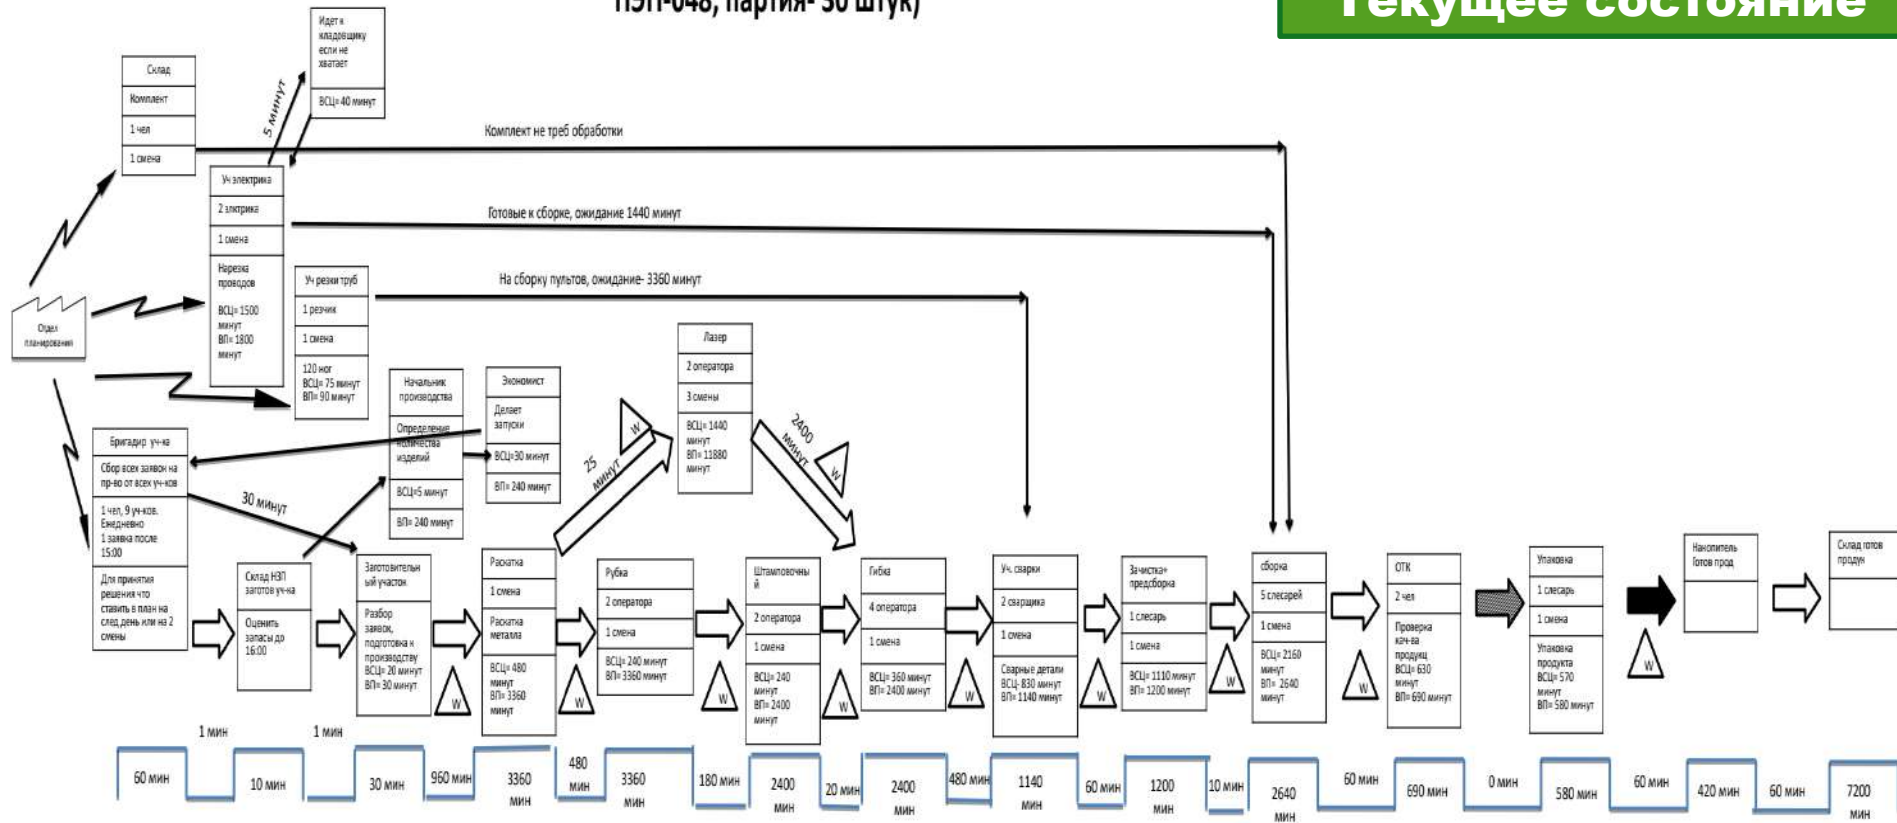 ПЭП-048, партия- 30 штук)
Текущее состояние
Идет к
кладовщику
если не
хватает
ВСЦ= 40 минут
5 минут
Склад
Комплект
1 чел
1 смена
Комплект не треб обработки
Уч электрика
2 элктрика
1 смена
Нарезка
проводов
ВСЦ= 1500
минут
ВП= 1800
минут
Готовые к сборке, ожидание 1440 минут
Уч резки труб
1 резчик
1 смена
120 ног
ВСЦ= 75 минут
ВП= 90 минут
На сборку пультов, ожидание- 3360 минут
Отдел
планирования
Лазер
2 оператора
3 смены
ВСЦ= 1440
минут
ВП= 11880
минут
Начальник
производства
Определение
количества
изделий
ВСЦ=5 минут
ВП= 240 минут
Экономист
Делает
запуски
ВСЦ=30 минут
ВП= 240 минут
25
минут
W
2400
минут
W
Бригадир уч-ка
Сбор всех заявок на
пр-во от всех уч-ков
1 чел, 9 уч-ков.
Ежедневно
1 заявка после
15:00
Для принятия
решения что
ставить в план на
след день или на 2
смены
30 минут
Склад НЗП
заготов уч-ка
Оценить
запасы до
16:00
Заготовительн
ый участок
Разбор
заявок,
подготовка к
производству
ВСЦ= 20 минут
ВП= 30 минут
W
Раскатка
1 смена
Раскатка
металла
ВСЦ= 480
минут
ВП= 3360
минут
W
Рубка
2 оператора
1 смена
ВСЦ= 240 минут
ВП= 3360 минут
W
Штамповочны
й
2 оператора
1 смена
ВСЦ= 240
минут
ВП= 2400
минут
W
Гибка
4 оператора
1 смена
ВСЦ= 360 минут
ВП= 2400 минут
W
Уч. сварки
2 сварщика
1 смена
Сварные детали
ВСЦ- 830 минут
ВП= 1140 минут
W
Зачистка+
предсборка
1 слесарь
1 смена
ВСЦ= 1110 минут
ВП= 1200 минут
W
сборка
5 слесарей
1 смена
ВСЦ= 2160
минут
ВП= 2640
минут
W
ОТК
2 чел
Проверка
кач-ва
продукц
ВСЦ= 630
минут
ВП= 690 минут
Упаковка
1 слесарь
1 смена
Упаковка
продукта
ВСЦ= 570
минут
ВП= 580 минут
W
Накопитель
Готов прод
Склад готов
продук
1 мин
1 мин
60 мин
10 мин
30 мин
960 мин
3360
мин
480
мин
3360
мин
180 мин
2400
мин
20 мин
2400
мин
480 мин
1140
мин
60 мин
1200
мин
10 мин
2640
мин
60 мин
690 мин
0 мин
580 мин
60 мин
420 мин
60 мин
7200
мин